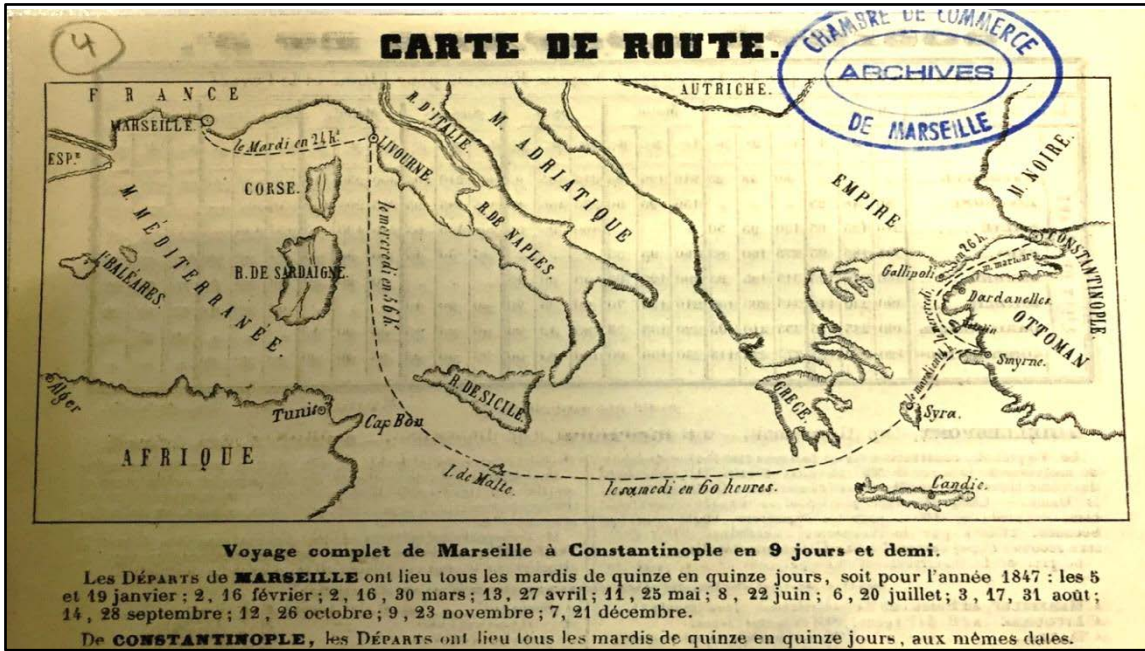 4
CARTE DE ROUTE.
CHAMBRE DE COMMERCE
ARCHIVES
DE MARSEILLE
FRANCE
AUTRICHE.
MARSEILLE.
le Mardi en 24 h.
R. D'ITALIE.
M. ADRIATIQUE
M. NOIRE.
ESP.
LIVOURNE.
CORSE.
EMPIRE
CONSTANTINOPLE.
M. MÉDITERRANÉE.
le mercredi en 56 h.
R. DE NAPLES.
en 26 h.
m. marmara
Gallipoli
I. BALÉARES.
R. DE SARDAIGNE.
Dardanelles.
OTTOMAN
Smyrne.
Alger
Tunis
Cap Bon
R. DE SICILE.
GRÈCE.
Syra.
AFRIQUE
I. de Malte.
le samedi en 60 heures.
Candie.
Voyage complet de Marseille à Constantinople en 9 jours et demi.
Les DÉPARTS de MARSEILLE ont lieu tous les mardis de quinze en quinze jours, soit pour l'année 1847 : les 5
et 19 janvier ; 2, 16 février ; 2, 16, 30 mars ; 13, 27 avril ; 11, 25 mai ; 8, 22 juin ; 6, 20 juillet ; 3, 17, 31 août ;
14, 28 septembre ; 12, 26 octobre ; 9, 23 novembre ; 7, 21 décembre.
De CONSTANTINOPLE, les DÉPARTS ont lieu tous les mardis de quinze en quinze jours, aux mêmes dates.